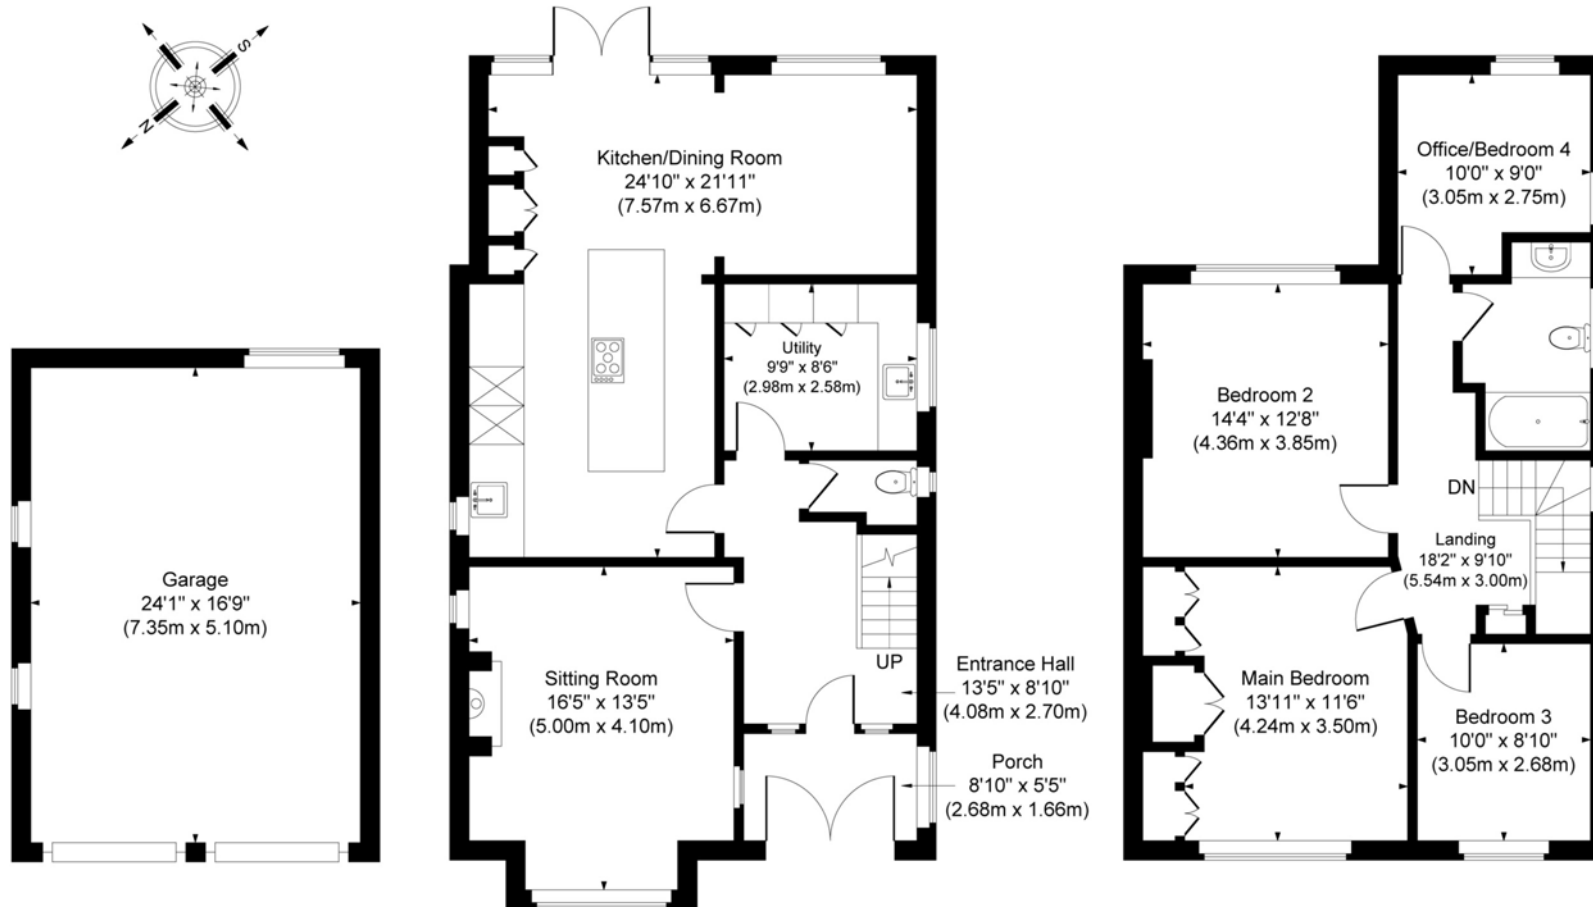 S
N
Garage
24'1" x 16'9"
(7.35m x 5.10m)
Kitchen/Dining Room
24'10" x 21'11"
(7.57m x 6.67m)
Utility
9'9" x 8'6"
(2.98m x 2.58m)
Sitting Room
16'5" x 13'5"
(5.00m x 4.10m)
UP
Entrance Hall
13'5" x 8'10"
(4.08m x 2.70m)
Porch
8'10" x 5'5"
(2.68m x 1.66m)
Office/Bedroom 4
10'0" x 9'0"
(3.05m x 2.75m)
Bedroom 2
14'4" x 12'8"
(4.36m x 3.85m)
DN
Landing
18'2" x 9'10"
(5.54m x 3.00m)
Main Bedroom
13'11" x 11'6"
(4.24m x 3.50m)
Bedroom 3
10'0" x 8'10"
(3.05m x 2.68m)